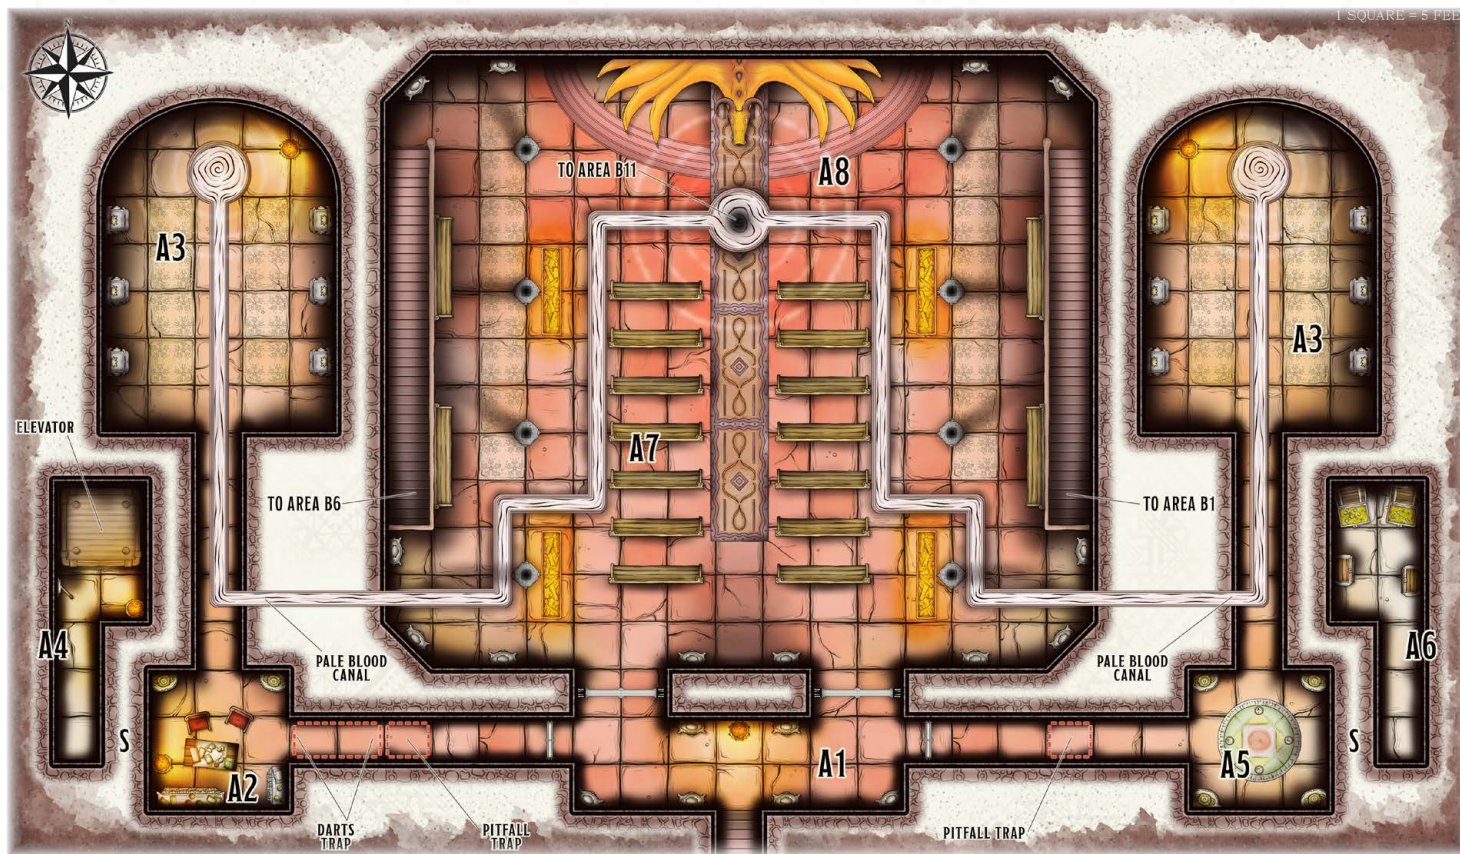 1 SQUARE = 5 FEE
TO AREA B11
A8
A3
A3
ELEVATOR
A7
TO AREA B6
TO AREA B1
A4
PALE BLOOD
CANAL
PALE BLOOD
CANAL
A6
S
S
A2
A1
A5
DARTS
TRAP
PITFALL
TRAP
PITFALL TRAP